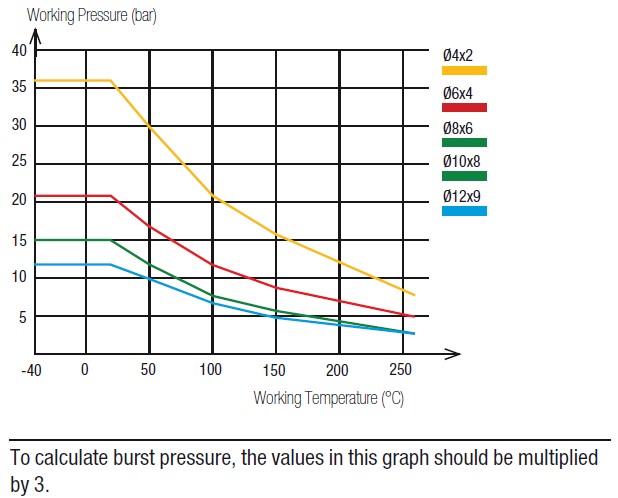 Working Pressure (bar)
40
35
30
25
20
15
10
5
-40 0 50 100 150 200 250
Working Temperature (°C)
Ø4x2
Ø6x4
Ø8x6
Ø10x8
Ø12x9
To calculate burst pressure, the values in this graph should be multiplied
by 3.